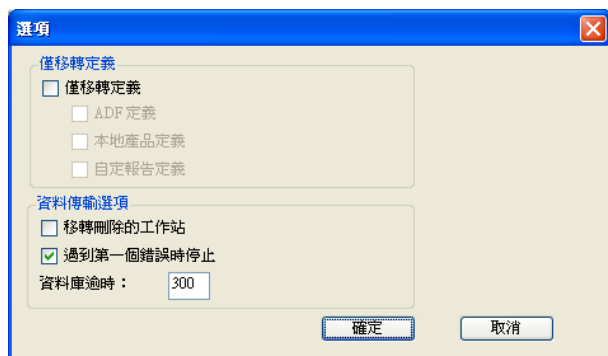 選項
僅移轉定義
僅移轉定義
ADF 定義
本地產品定義
自定報告定義
資料傳輸選項
移轉刪除的工作站
遇到第一個錯誤時停止
資料庫逾時： 300
確定 取消